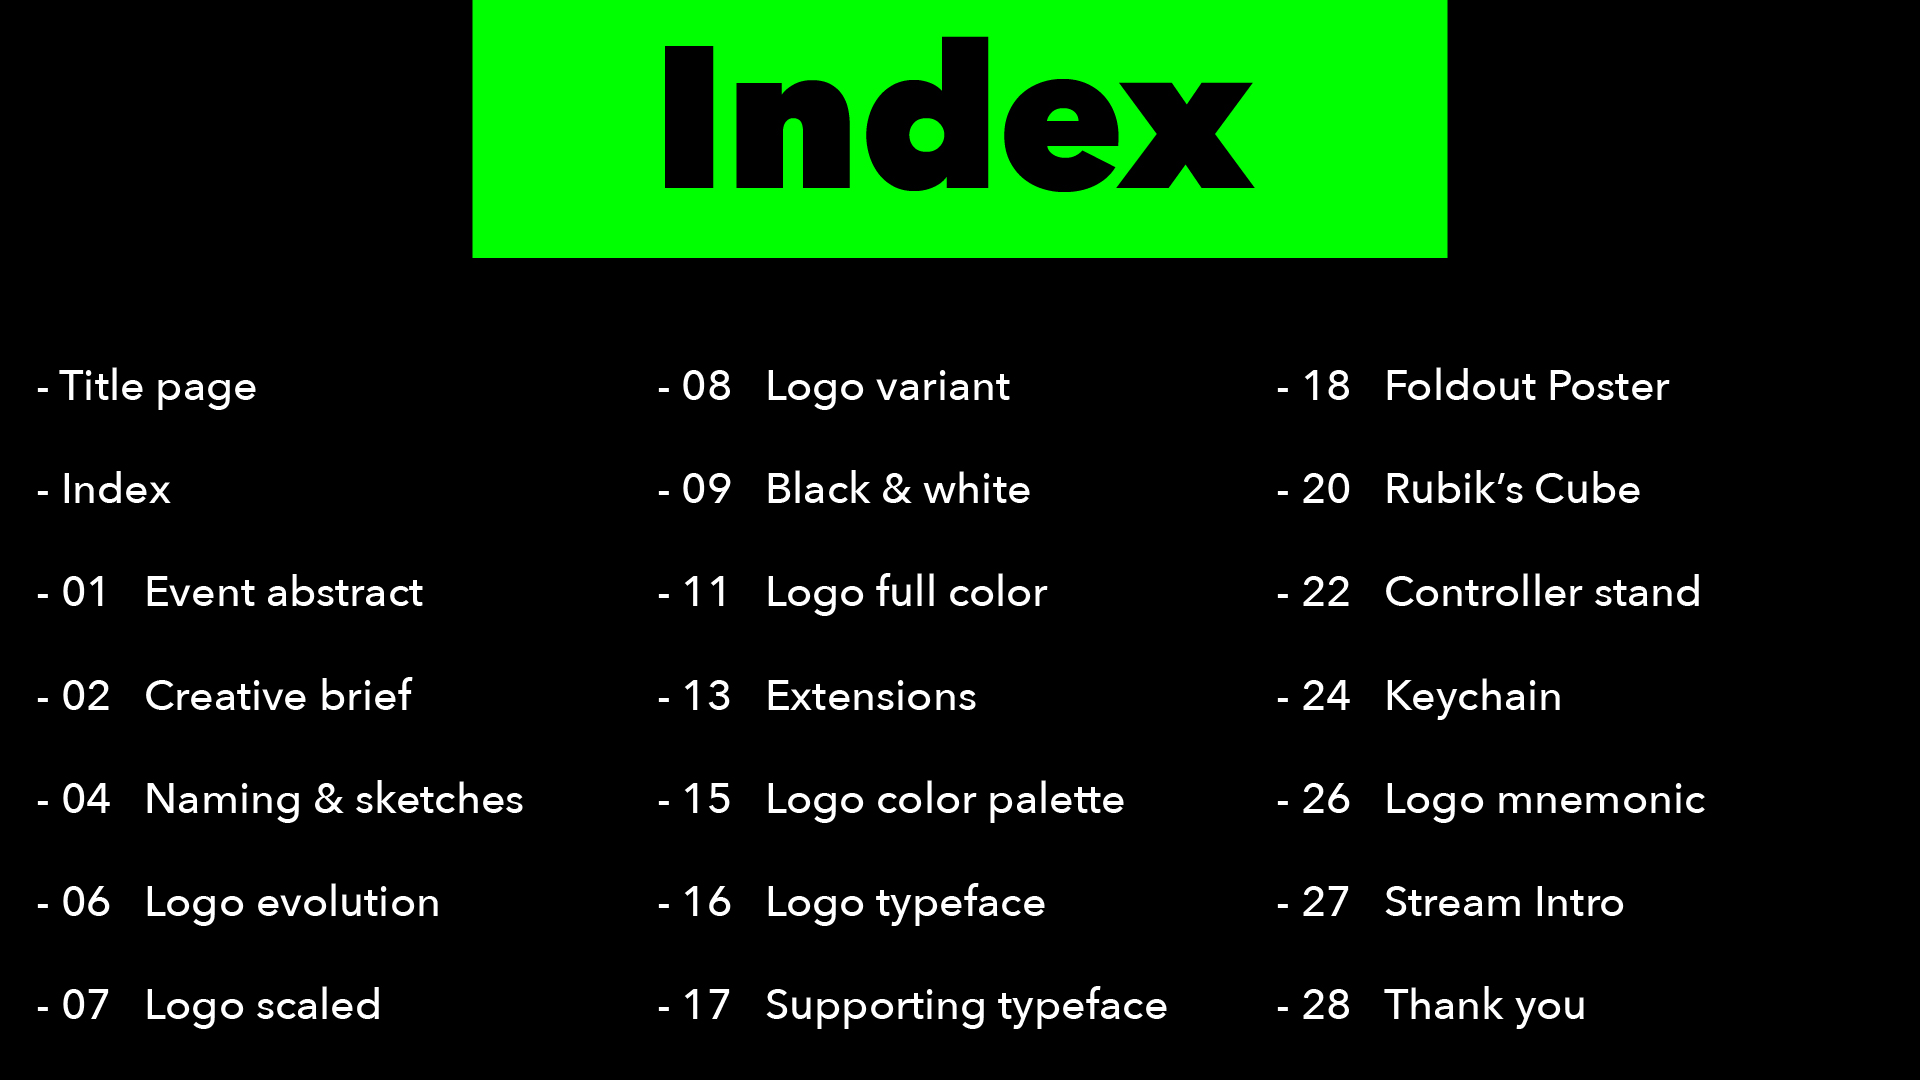 Index
- Title page
- Index
- 01 Event abstract
- 02 Creative brief
- 04 Naming & sketches
- 06 Logo evolution
- 07 Logo scaled
- 08 Logo variant
- 09 Black & white
- 11 Logo full color
- 13 Extensions
- 15 Logo color palette
- 16 Logo typeface
- 17 Supporting typeface
- 18 Foldout Poster
- 20 Rubik’s Cube
- 22 Controller stand
- 24 Keychain
- 26 Logo mnemonic
- 27 Stream Intro
- 28 Thank you